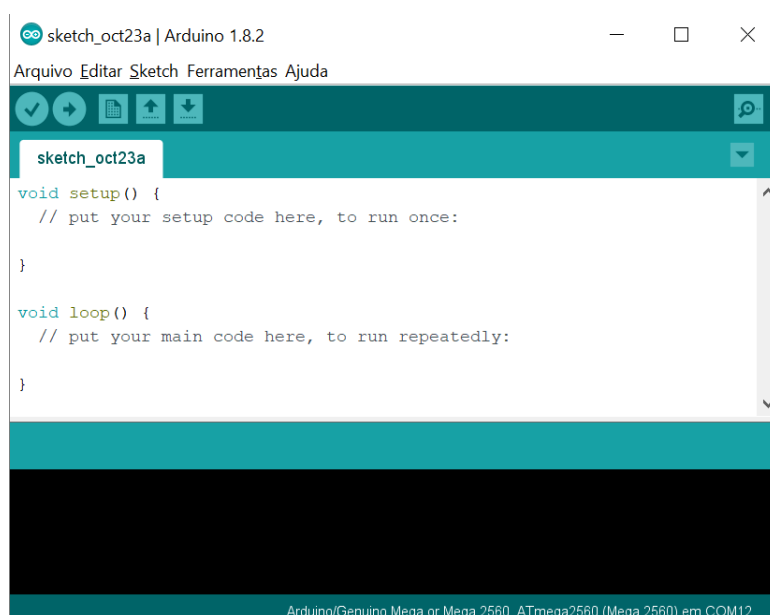 sketch_oct23a | Arduino 1.8.2
Arquivo Editar Sketch Ferramentas Ajuda
sketch_oct23a
void setup() {
  // put your setup code here, to run once:
}
void loop() {
  // put your main code here, to run repeatedly:
}
Arduino/Genuino Mega or Mega 2560, ATmega2560 (Mega 2560) em COM12